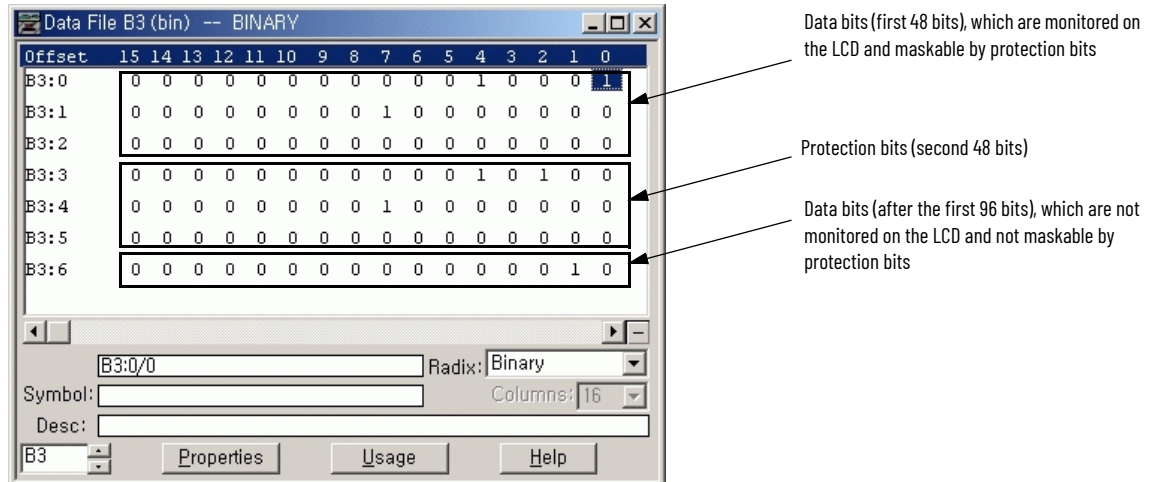 Data File B3 (bin) -- BINARY
Offset 15 14 13 12 11 10 9 8 7 6 5 4 3 2 1 0
B3:0 0 0 0 0 0 0 0 0 0 0 0 1 0 0 0 1
B3:1 0 0 0 0 0 0 0 0 1 0 0 0 0 0 0 0
B3:2 0 0 0 0 0 0 0 0 0 0 0 0 0 0 0 0
B3:3 0 0 0 0 0 0 0 0 0 0 0 1 0 1 0 0
B3:4 0 0 0 0 0 0 0 0 1 0 0 0 0 0 0 0
B3:5 0 0 0 0 0 0 0 0 0 0 0 0 0 0 0 0
B3:6 0 0 0 0 0 0 0 0 0 0 0 0 0 0 1 0
B3:0/0 Radix: Binary
Symbol: Columns: 16
Desc:
B3 Properties Usage Help
Data bits (first 48 bits), which are monitored on
the LCD and maskable by protection bits
Protection bits (second 48 bits)
Data bits (after the first 96 bits), which are not
monitored on the LCD and not maskable by
protection bits